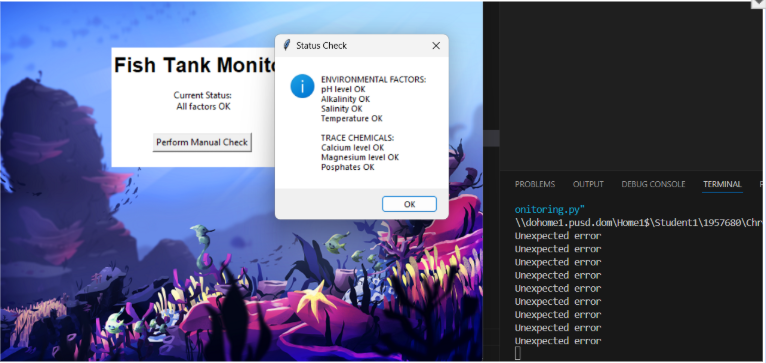 Fish Tank Monito
Current Status:
All factors OK
Perform Manual Check
Status Check
ENVIRONMENTAL FACTORS:
pH level OK
Alkalinity OK
Salinity OK
Temperature OK
TRACE CHEMICALS:
Calcium level OK
Magnesium level OK
Posphates OK
OK
PROBLEMS
OUTPUT
DEBUG CONSOLE
TERMINAL
onitoring.py"
\\dohome1.pusd.dom\Home1$\Student1\1957680\Chr
Unexpected error
Unexpected error
Unexpected error
Unexpected error
Unexpected error
Unexpected error
Unexpected error
Unexpected error
Unexpected error